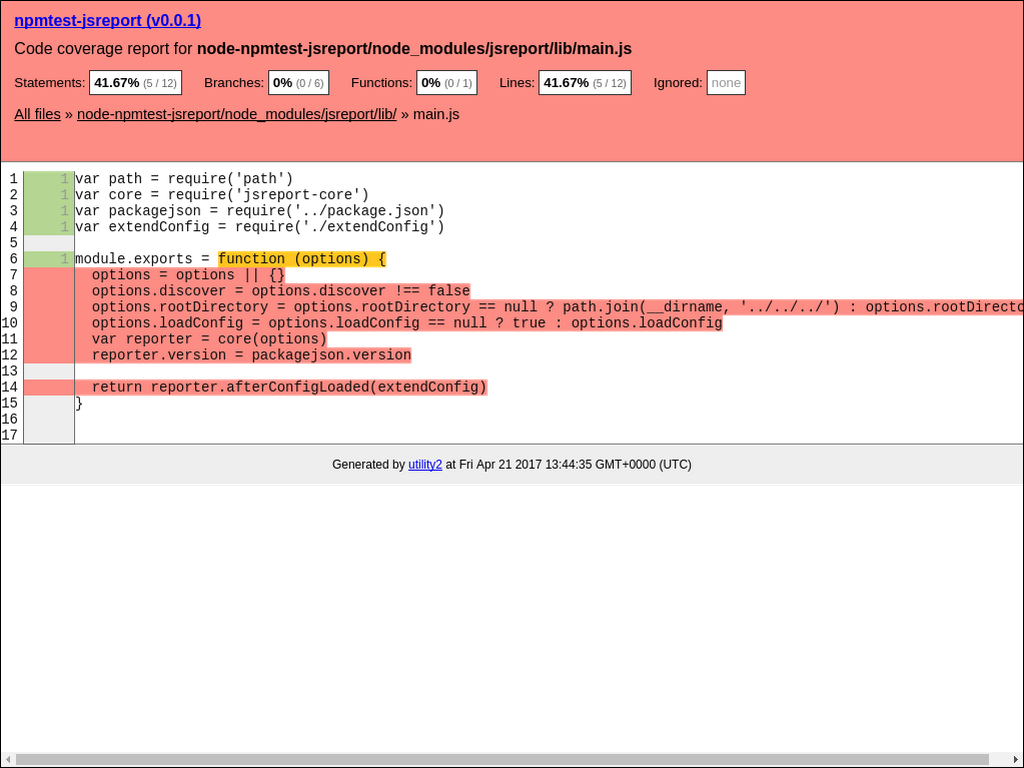 npmtest-jsreport (v0.0.1)
Code coverage report for node-npmtest-jsreport/node_modules/jsreport/lib/main.js
Statements: 41.67% (5 / 12) Branches: 0% (0 / 6) Functions: 0% (0 / 1) Lines: 41.67% (5 / 12) Ignored: none
All files » node-npmtest-jsreport/node_modules/jsreport/lib/ » main.js
1 1 var path = require('path')
2 1 var core = require('jsreport-core')
3 1 var packagejson = require('../package.json')
4 1 var extendConfig = require('./extendConfig')
5
6 1 module.exports = function (options) {
7 options = options || {}
8 options.discover = options.discover !== false
9 options.rootDirectory = options.rootDirectory == null ? path.join(__dirname, '../../../') : options.rootDirecto
10 options.loadConfig = options.loadConfig == null ? true : options.loadConfig
11 var reporter = core(options)
12 reporter.version = packagejson.version
13
14 return reporter.afterConfigLoaded(extendConfig)
15 }
16
17
Generated by utility2 at Fri Apr 21 2017 13:44:35 GMT+0000 (UTC)